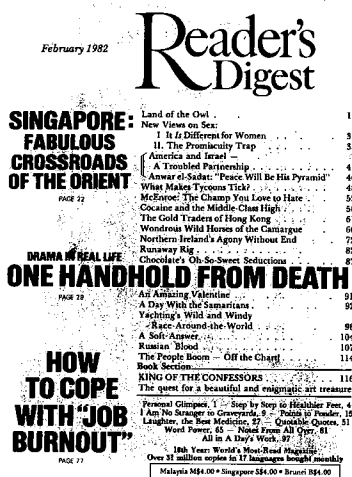 February 1982
Reader's
Digest
SINGAPORE:
FABULOUS
CROSSROADS
OF THE ORIENT
PAGE 22
Land of the Owl
New Views on Sex:
I It Is Different for Women
II. The Promiscuity Trap
America and Israel —
A Troubled Partnership
Anwar el-Sadat: "Peace Will Be His Pyramid"
What Makes Tycoons Tick?
McEnroe: The Champ You Love to Hate
Cocaine and the Middle-Class High
The Gold Traders of Hong Kong
Wondrous Wild Horses of the Camargue
Northern Ireland's Agony Without End
Runaway Rig
Chocolate's Oh-So-Sweet Seductions
DRAMA IN REAL LIFE
ONE HANDHOLD FROM DEATH
An Amazing Valentine
A Day With the Samaritans
Yachting's Wild and Windy
Race-Around-the-World
A Soft Answer
Russian Blood
The People Boom — Off the Chart!
Book Section
KING OF THE CONFESSORS 116
The quest for a beautiful and enigmatic art treasure
HOW
TO COPE
WITH "JOB
BURNOUT"
PAGE 77
Personal Glimpses, 1 — Step by Step to Healthier Feet, 4
I Am No Stranger to Graveyards, 9 — Points to Ponder, 15
Laughter, the Best Medicine, 27 — Quotable Quotes, 51
Word Power, 65 — Notes From All Over, 81
All in A Day's Work, 97
18th Year: World's Most-Read Magazine
Over 31 million copies in 17 languages bought monthly
Malaysia M$4.00 • Singapore S$4.00 • Brunei B$4.00